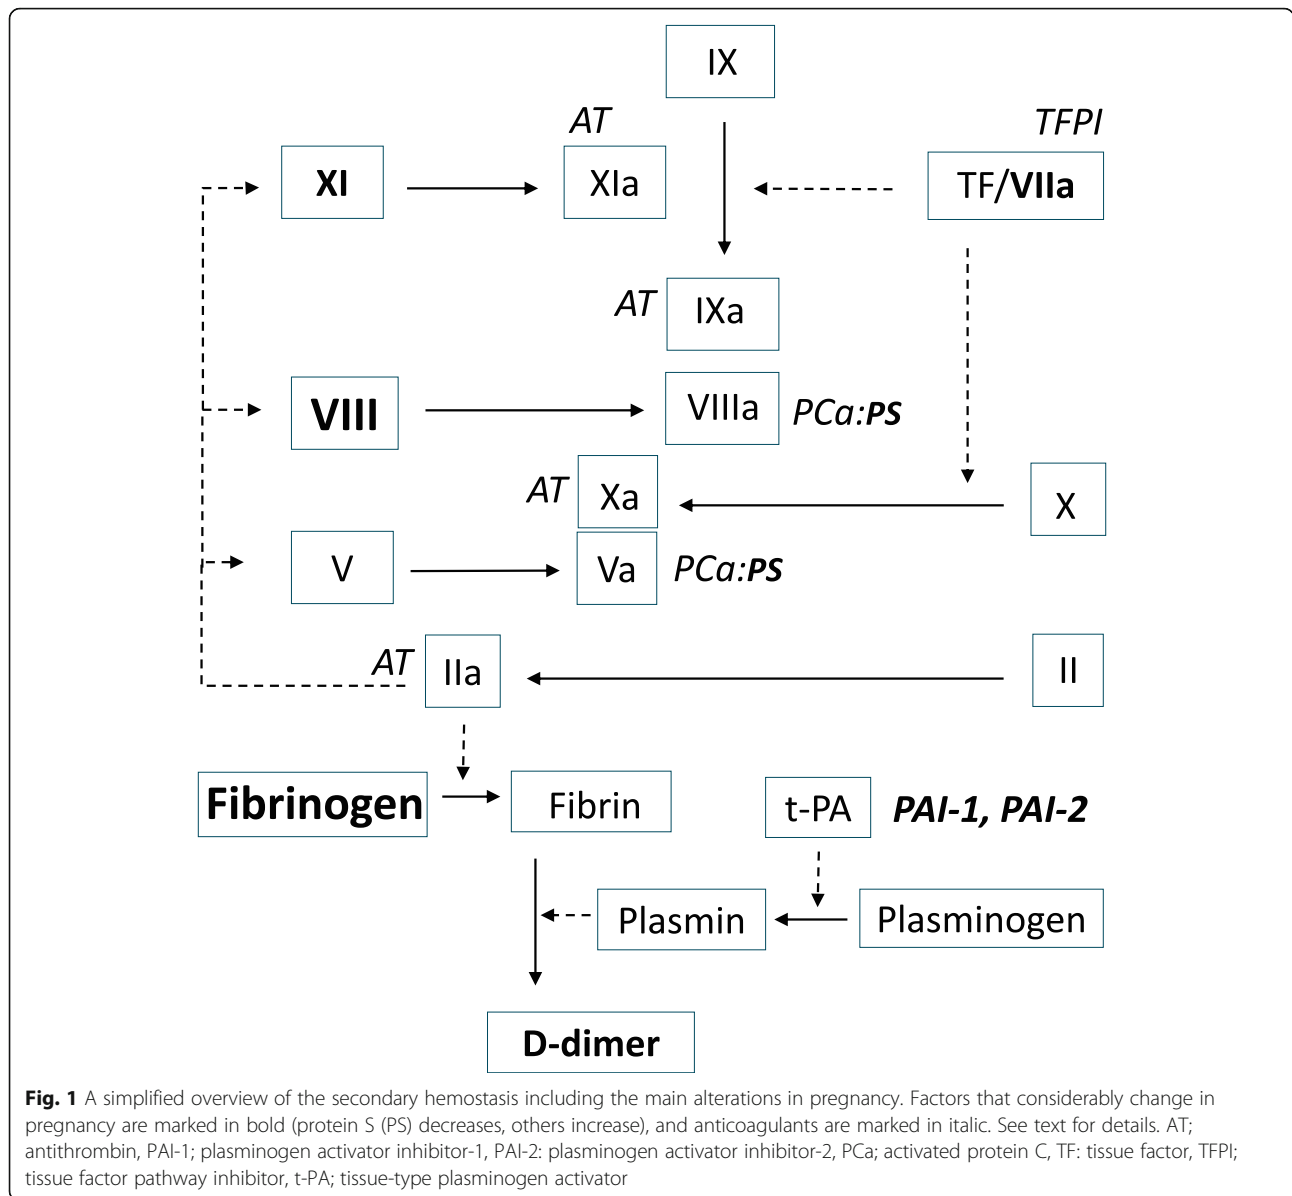 IX
AT
TFPI
XI
XIa
TF/VIIa
AT
IXa
VIII
VIIIa
PCa:PS
AT
Xa
X
V
Va
PCa:PS
AT
IIa
II
Fibrinogen
Fibrin
t-PA
PAI-1, PAI-2
Plasmin
Plasminogen
D-dimer
Fig. 1 A simplified overview of the secondary hemostasis including the main alterations in pregnancy. Factors that considerably change in
pregnancy are marked in bold (protein S (PS) decreases, others increase), and anticoagulants are marked in italic. See text for details. AT;
antithrombin, PAI-1; plasminogen activator inhibitor-1, PAI-2: plasminogen activator inhibitor-2, PCa; activated protein C, TF: tissue factor, TFPI;
tissue factor pathway inhibitor, t-PA; tissue-type plasminogen activator